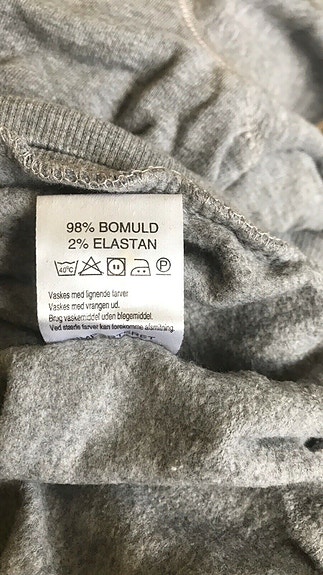 98% BOMULD
2% ELASTAN
40°C P
Vaskes med lignende farver
Vaskes med vrangen ud.
Brug vaskemiddel uden blegemiddel.
Ved stærke farver kan forekomme afsmitning.